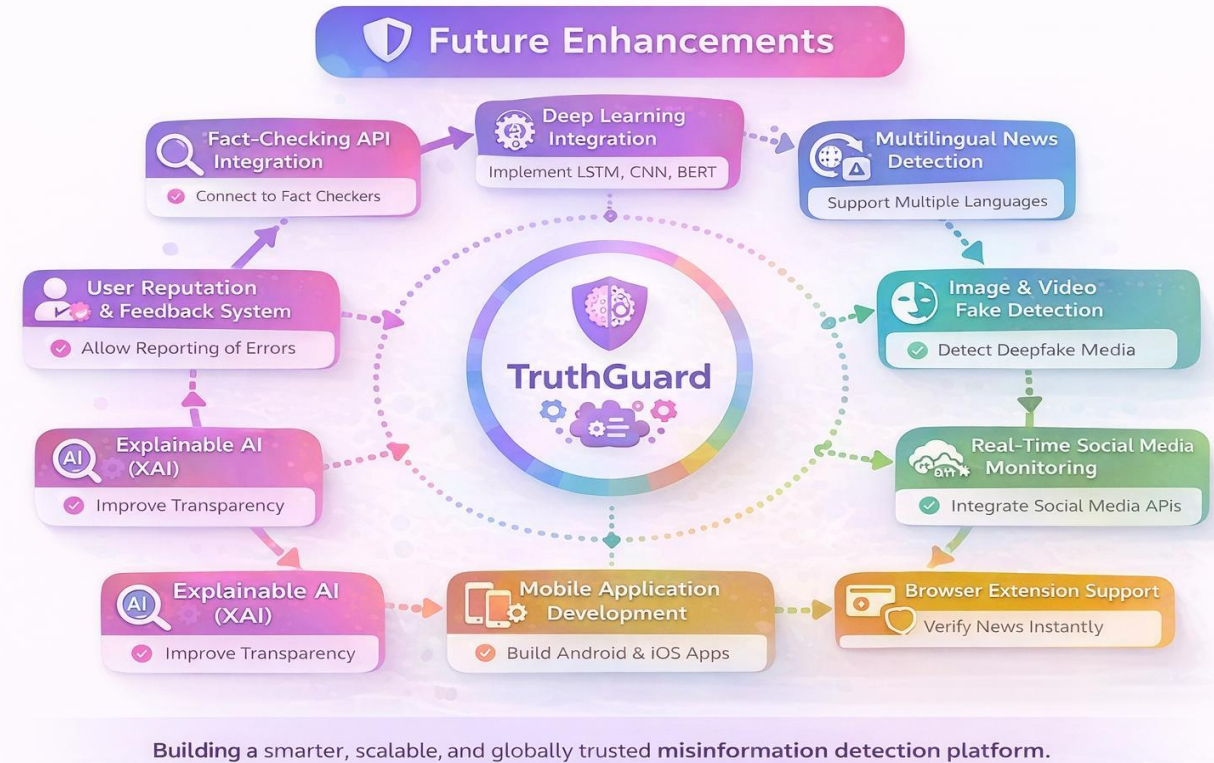 Future Enhancements
Fact-Checking API
Integration
Connect to Fact Checkers
Deep Learning
Integration
Implement LSTM, CNN, BERT
Multilingual News
Detection
Support Multiple Languages
User Reputation
& Feedback System
Allow Reporting of Errors
TruthGuard
Image & Video
Fake Detection
Detect Deepfake Media
AI
Explainable AI
(XAI)
Improve Transparency
Real-Time Social Media
Monitoring
Integrate Social Media APIs
AI
Explainable AI
(XAI)
Improve Transparency
Mobile Application
Development
Build Android & iOS Apps
Browser Extension Support
Verify News Instantly
Building a smarter, scalable, and globally trusted misinformation detection platform.